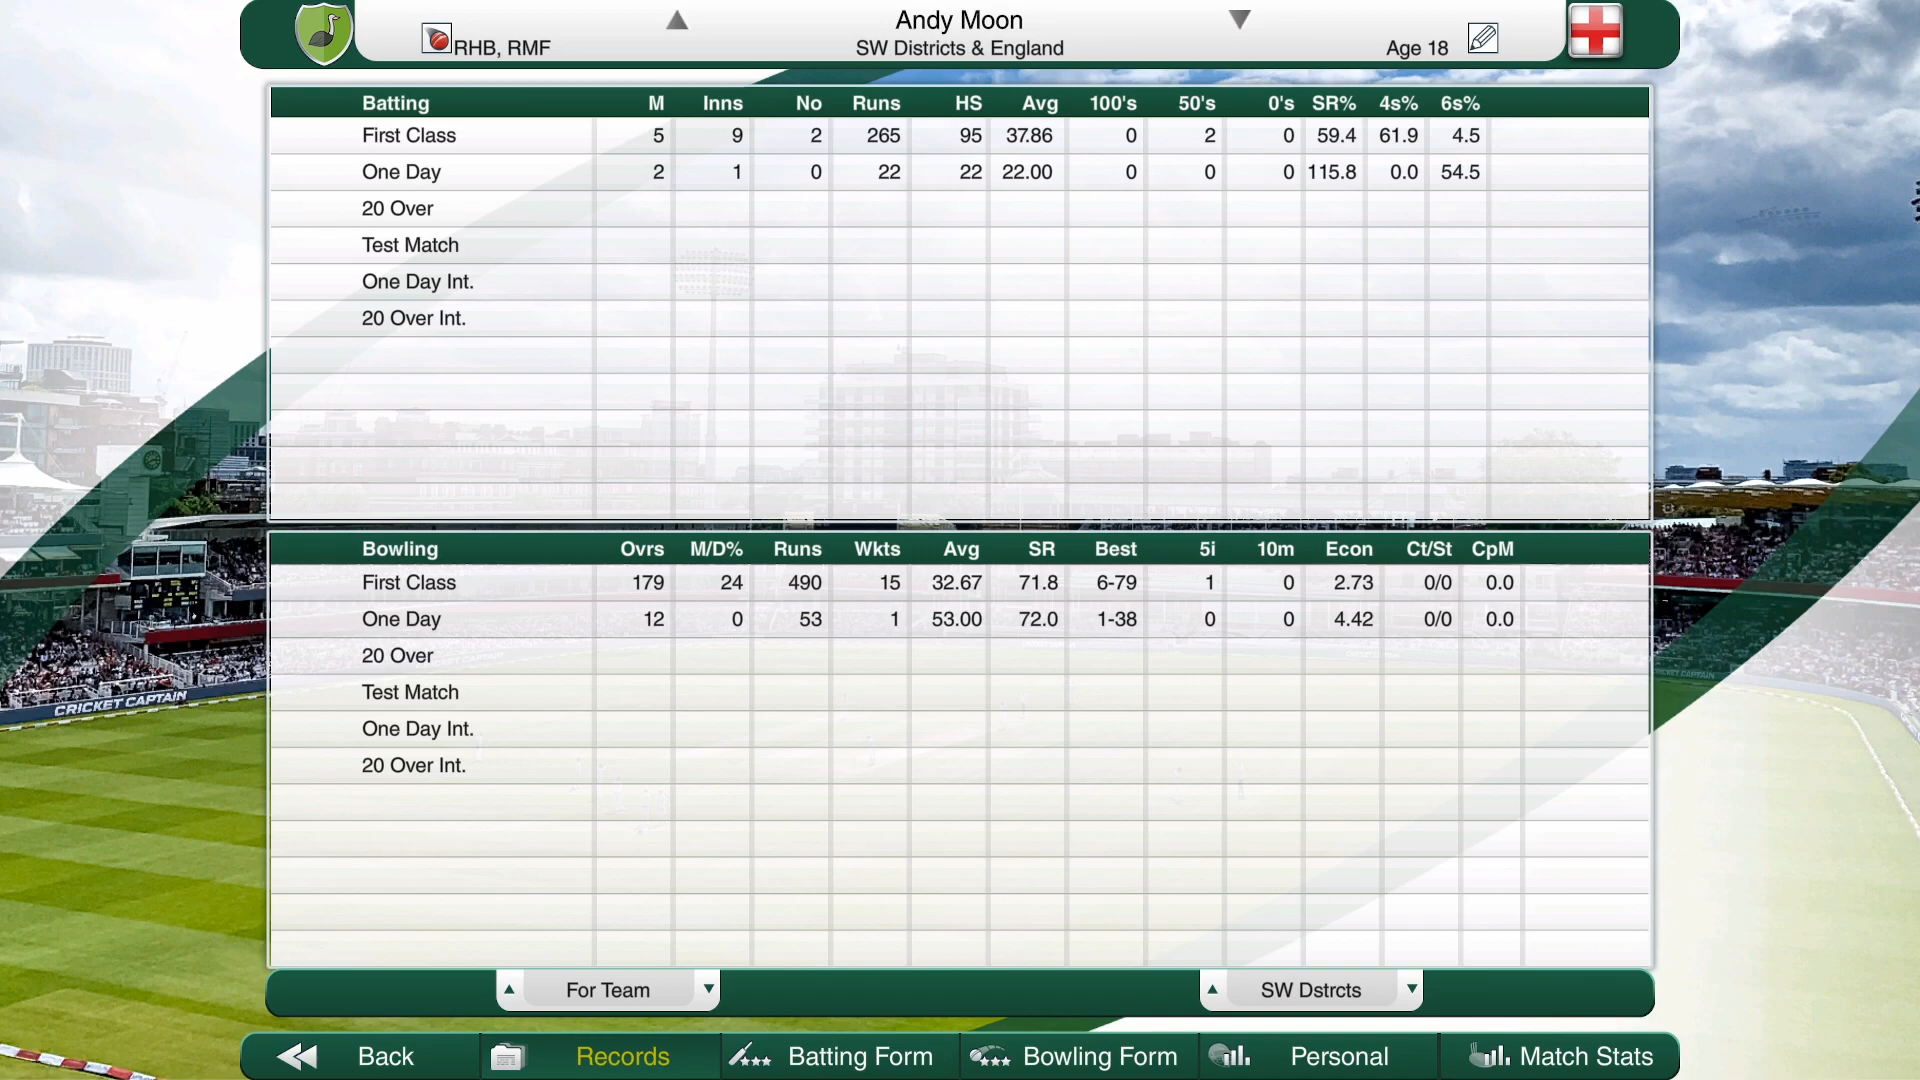 Andy Moon
RHB, RMF
SW Districts & England
Age 18
Batting M Inns No Runs HS Avg 100's 50's 0's SR% 4s% 6s%
First Class 5 9 2 265 95 37.86 0 2 0 59.4 61.9 4.5
One Day 2 1 0 22 22 22.00 0 0 0 115.8 0.0 54.5
20 Over
Test Match
One Day Int.
20 Over Int.
Bowling Ovrs M/D% Runs Wkts Avg SR Best 5i 10m Econ Ct/St CpM
First Class 179 24 490 15 32.67 71.8 6-79 1 0 2.73 0/0 0.0
One Day 12 0 53 1 53.00 72.0 1-38 0 0 4.42 0/0 0.0
20 Over
Test Match
One Day Int.
20 Over Int.
CRICKET CAPTAIN
For Team
SW Dstrcts
Back
Records
Batting Form
Bowling Form
Personal
Match Stats